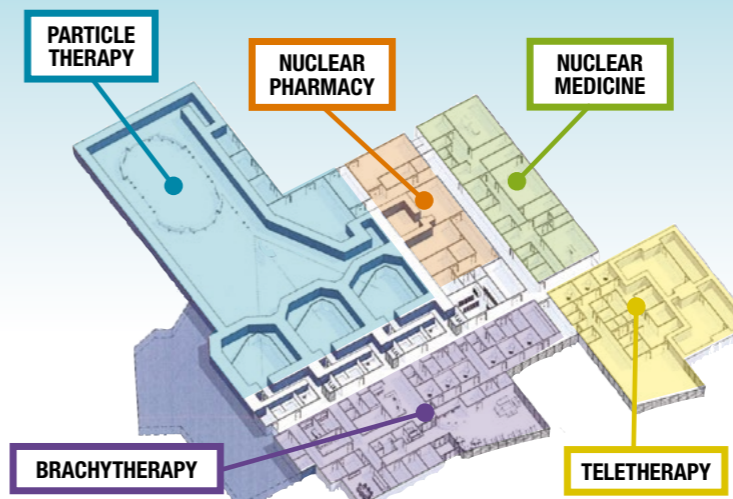 PARTICLE
THERAPY
NUCLEAR
PHARMACY
NUCLEAR
MEDICINE
BRACHYTHERAPY
TELETHERAPY